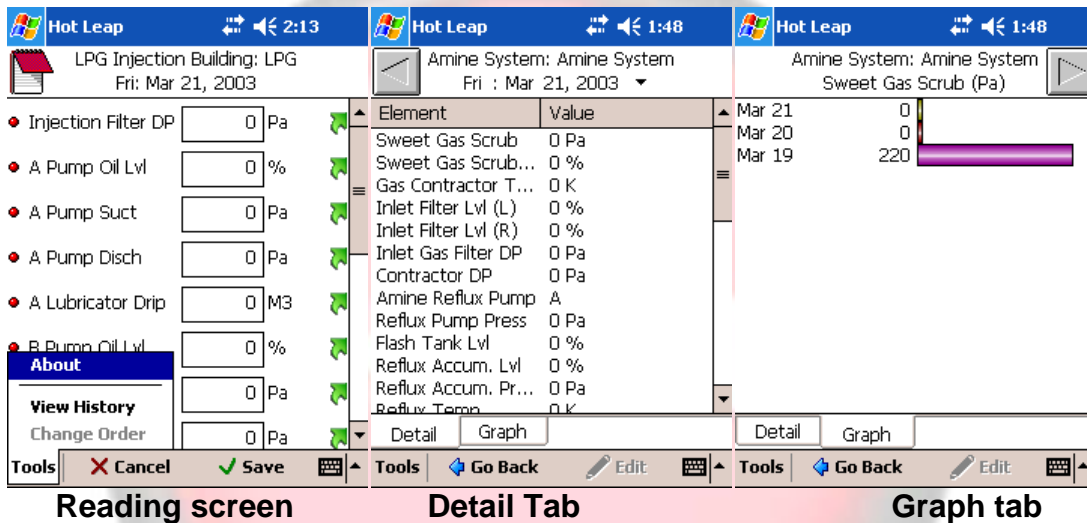 Hot Leap 2:13
LPG Injection Building: LPG
Fri: Mar 21, 2003
Injection Filter DP 0 Pa
A Pump Oil Lvl 0 %
A Pump Suct 0 Pa
A Pump Disch 0 Pa
A Lubricator Drip 0 M3
B Pump Oil Lvl 0 %
0 Pa
0 Pa
About
View History
Change Order
Tools Cancel Save
Reading screen
Hot Leap 1:48
Amine System: Amine System
Fri : Mar 21, 2003
Element Value
Sweet Gas Scrub 0 Pa
Sweet Gas Scrub... 0 %
Gas Contractor T... 0 K
Inlet Filter Lvl (L) 0 %
Inlet Filter Lvl (R) 0 %
Inlet Gas Filter DP 0 Pa
Contractor DP 0 Pa
Amine Reflux Pump A
Reflux Pump Press 0 Pa
Flash Tank Lvl 0 %
Reflux Accum. Lvl 0 %
Reflux Accum. Pr... 0 Pa
Reflux Temp 0 K
Detail Graph
Tools Go Back Edit
Detail Tab
Hot Leap 1:48
Amine System: Amine System
Sweet Gas Scrub (Pa)
Mar 21 0
Mar 20 0
Mar 19 220
Detail Graph
Tools Go Back Edit
Graph tab